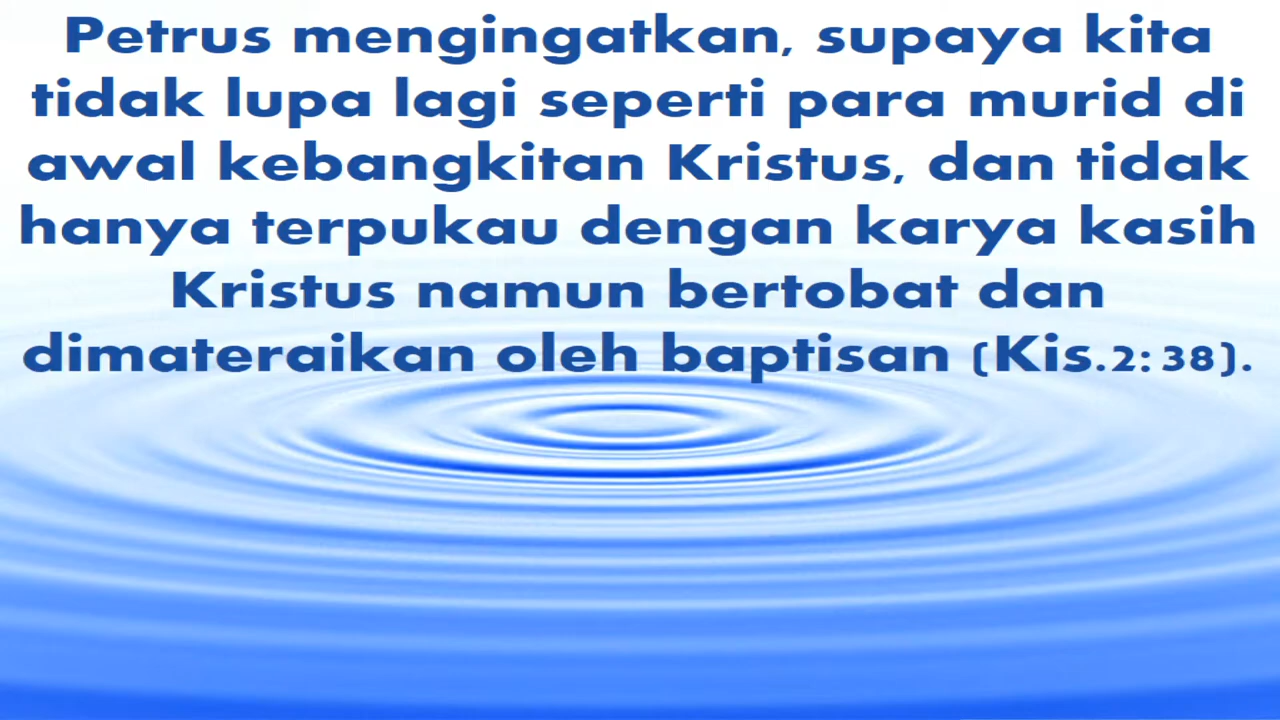 Petrus mengingatkan, supaya kita
tidak lupa lagi seperti para murid di
awal kebangkitan Kristus, dan tidak
hanya terpukau dengan karya kasih
Kristus namun bertobat dan
dimateraikan oleh baptisan (Kis.2:38).